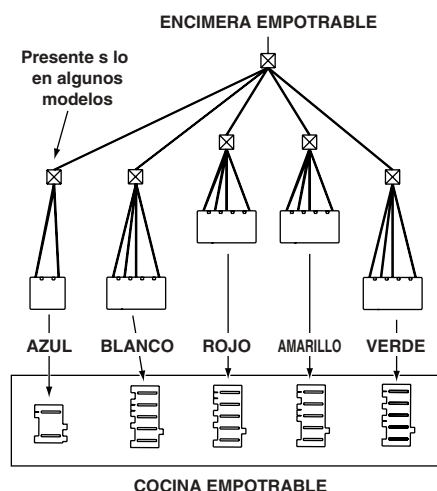 ENCIMERA EMPOTRABLE
Presente s lo
en algunos
modelos
AZUL BLANCO ROJO AMARILLO VERDE
COCINA EMPOTRABLE